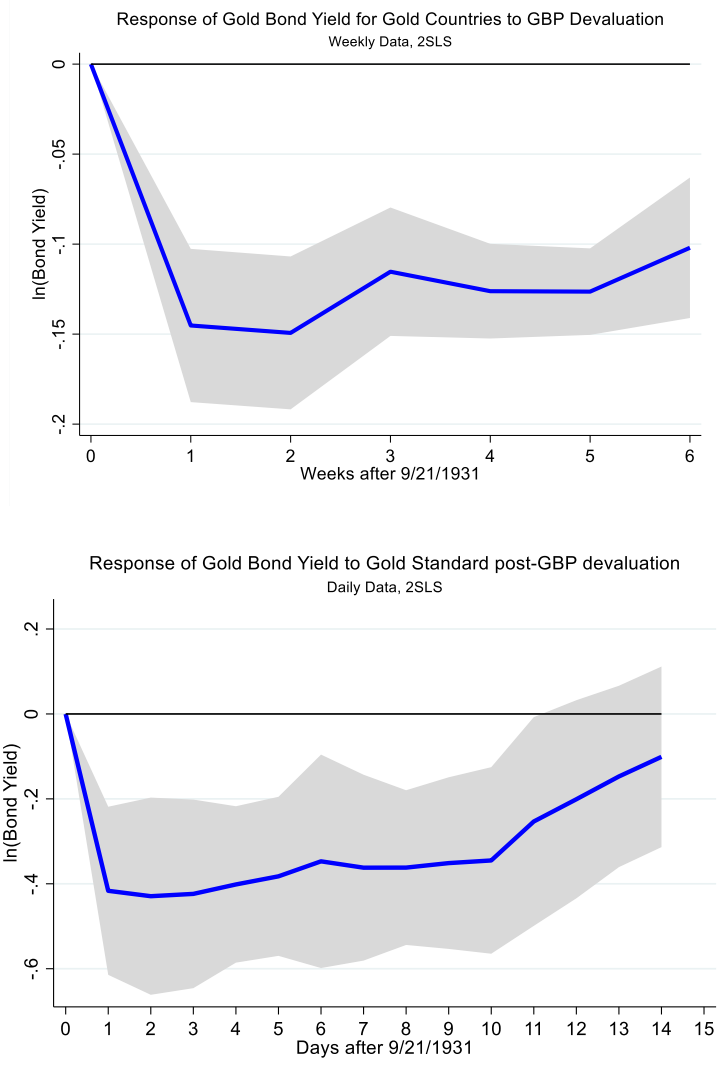 Response of Gold Bond Yield for Gold Countries to GBP Devaluation
Weekly Data, 2SLS
ln(Bond Yield)
0
-.05
-.1
-.15
-.2
0 1 2 3 4 5 6
Weeks after 9/21/1931
Response of Gold Bond Yield to Gold Standard post-GBP devaluation
Daily Data, 2SLS
ln(Bond Yield)
.2
0
-.2
-.4
-.6
0 1 2 3 4 5 6 7 8 9 10 11 12 13 14 15
Days after 9/21/1931